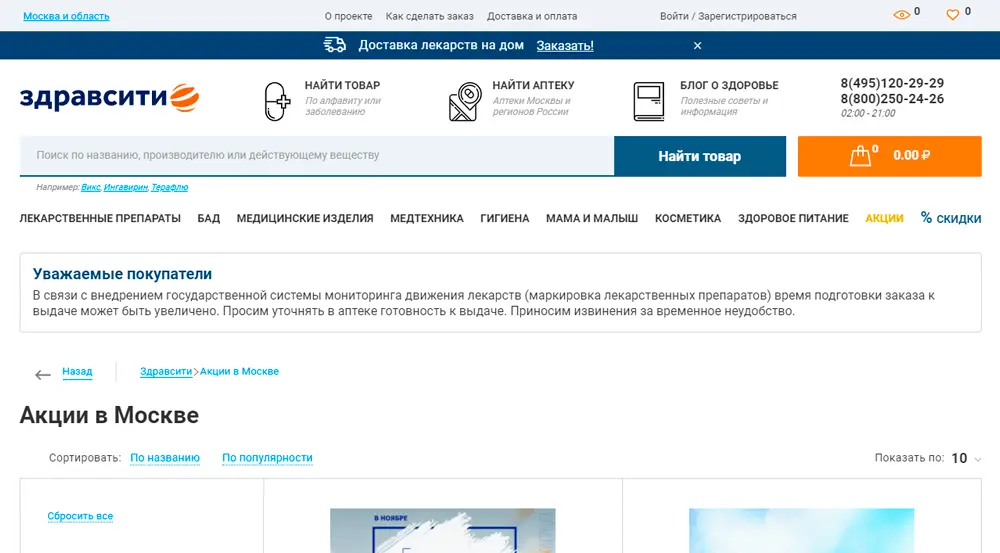 Москва и область О проекте Как сделать заказ Доставка и оплата Войти / Зарегистрироваться 0 0
Доставка лекарств на дом Заказать! ×
здравсити
НАЙТИ ТОВАР
По алфавиту или
заболеванию
НАЙТИ АПТЕКУ
Аптеки Москвы и
регионов России
БЛОГ О ЗДОРОВЬЕ
Полезные советы и
информация
8(495)120-29-29
8(800)250-24-26
02:00 - 21:00
Поиск по названию, производителю или действующему веществу Найти товар 0 0.00 ₽
Например: Викс, Ингавирин, Терафлю
ЛЕКАРСТВЕННЫЕ ПРЕПАРАТЫ БАД МЕДИЦИНСКИЕ ИЗДЕЛИЯ МЕДТЕХНИКА ГИГИЕНА МАМА И МАЛЫШ КОСМЕТИКА ЗДОРОВОЕ ПИТАНИЕ АКЦИИ % СКИДКИ
Уважаемые покупатели
В связи с внедрением государственной системы мониторинга движения лекарств (маркировка лекарственных препаратов) время подготовки заказа к
выдаче может быть увеличено. Просим уточнять в аптеке готовность к выдаче. Приносим извинения за временное неудобство.
Назад Здравсити > Акции в Москве
Акции в Москве
Сортировать: По названию По популярности Показать по: 10
Сбросить все
В НОЯБРЕ